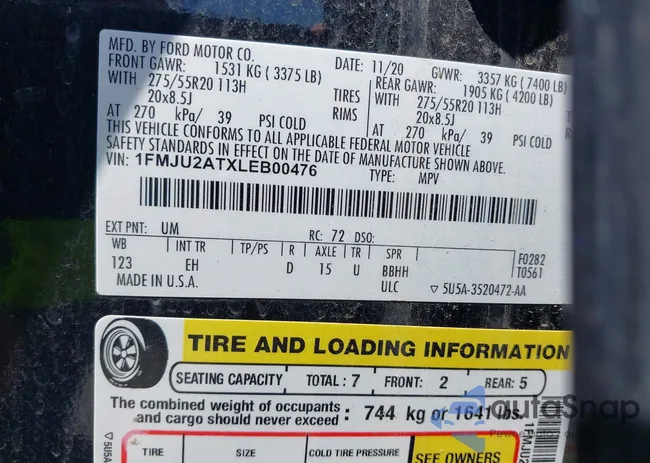 MFD. BY FORD MOTOR CO.
DATE: 11/20 GVWR: 3357 KG (7400 LB)
FRONT GAWR: 1531 KG (3375 LB) REAR GAWR: 1905 KG (4200 LB)
WITH 275/55R20 113H TIRES WITH 275/55R20 113H
20x8.5J RIMS 20x8.5J
AT 270 kPa/ 39 PSI COLD AT 270 kPa/ 39 PSI COLD
THIS VEHICLE CONFORMS TO ALL APPLICABLE FEDERAL MOTOR VEHICLE
SAFETY STANDARDS IN EFFECT ON THE DATE OF MANUFACTURE SHOWN ABOVE.
VIN: 1FMJU2ATXLEB00476 TYPE: MPV
EXT PNT: UM RC: 72 DSO:
WB INT TR TP/PS R AXLE TR SPR F0282
123 EH D 15 U BBHH T0561
MADE IN U.S.A. ULC ▽ 5U5A-3520472-AA
TIRE AND LOADING INFORMATION
SEATING CAPACITY TOTAL: 7 FRONT: 2 REAR: 5
The combined weight of occupants
and cargo should never exceed : 744 kg or 1641 lbs.
TIRE SIZE COLD TIRE PRESSURE SEE OWNERS
5U5A
1FMJU2
autoSnap